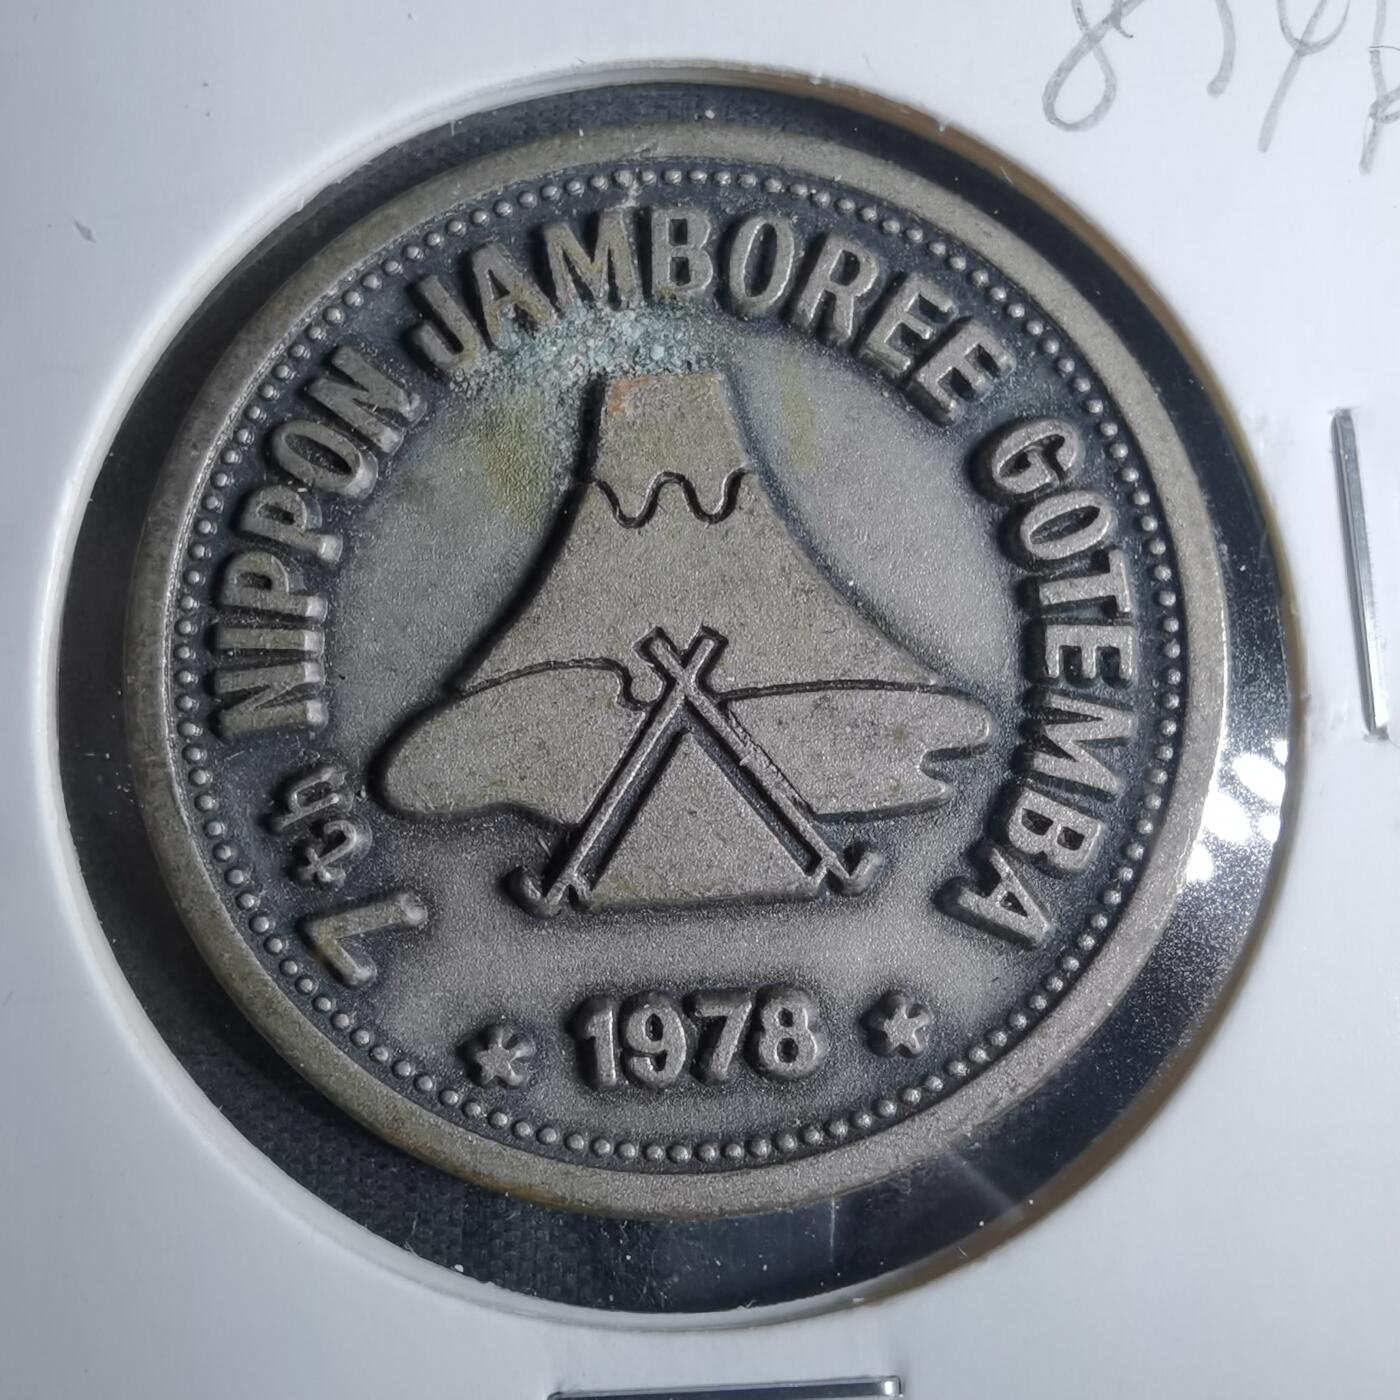 7th NIPPON JAMBOREE GOTEMBA
* 1978 *